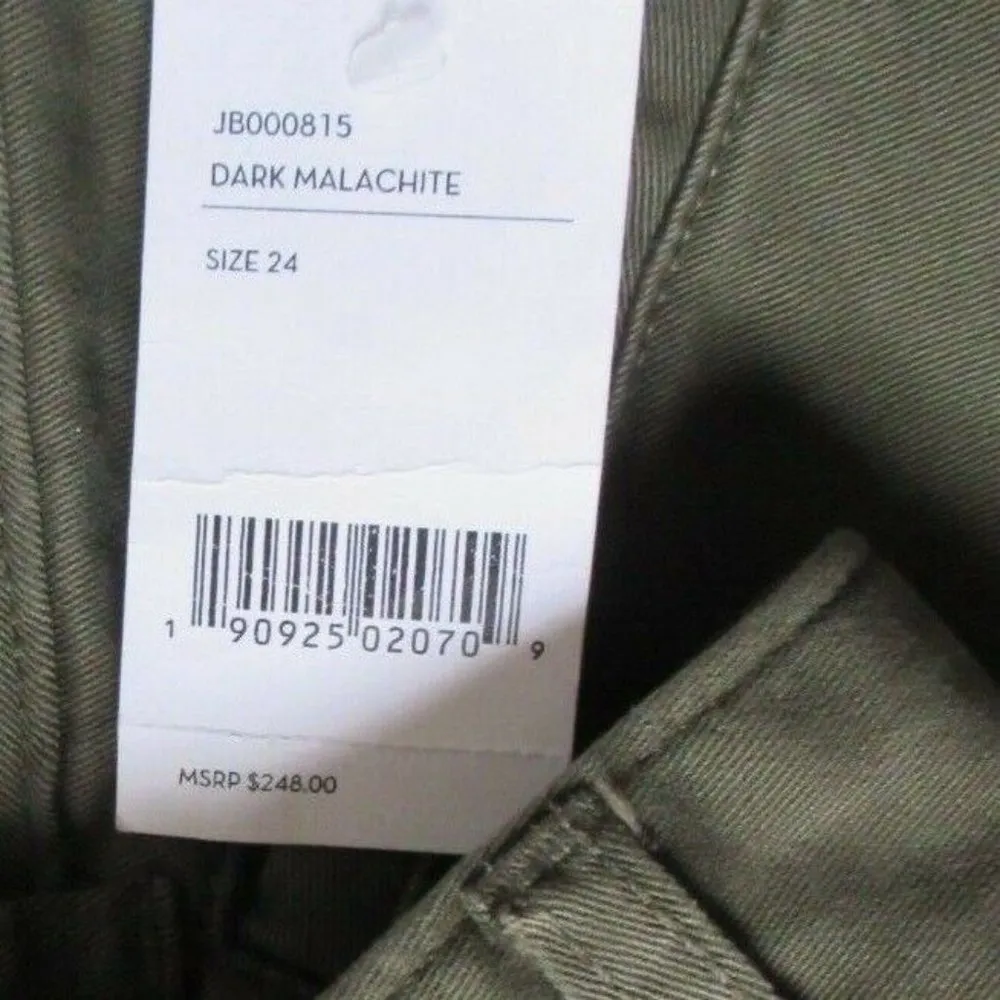 JB000815
DARK MALACHITE
SIZE 24
1 90925 02070 9
MSRP $248.00